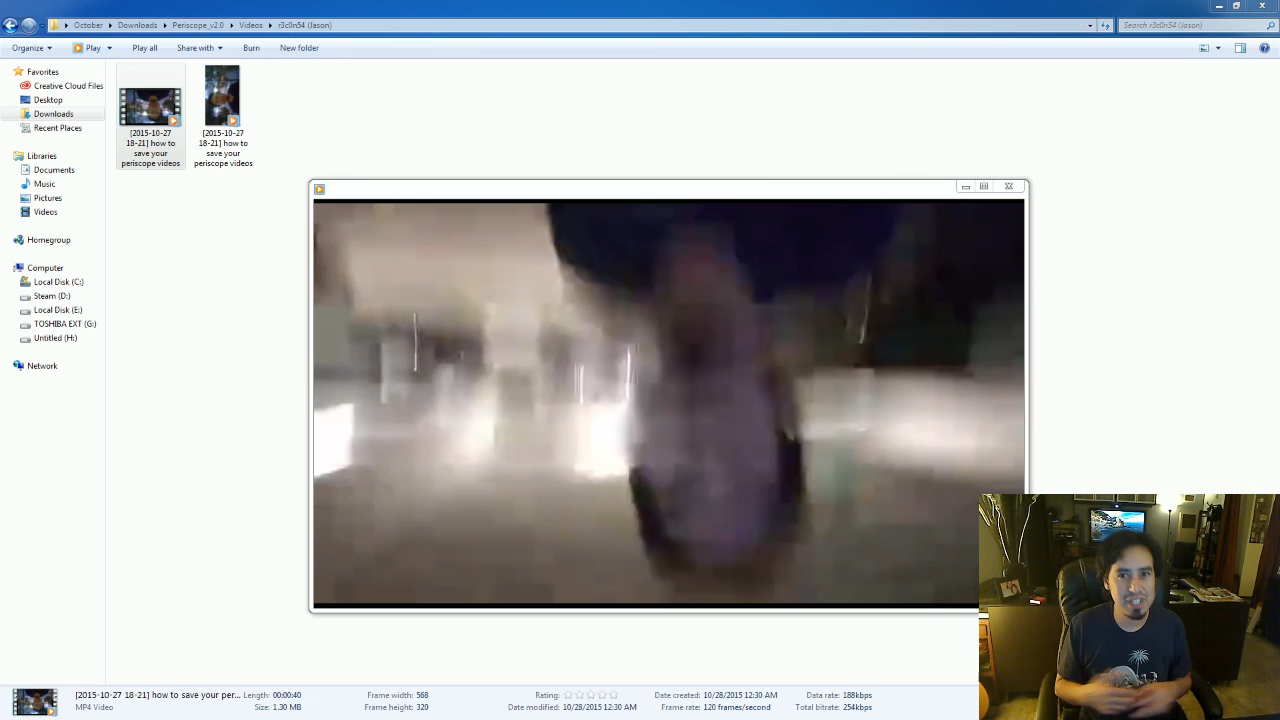 October Downloads Periscope_v2.0 Videos r3c0n54 (Jason)
Search r3c0n54 (Jason)
Organize Play Play all Share with Burn New folder
Favorites
Creative Cloud Files
Desktop
Downloads
Recent Places
Libraries
Documents
Music
Pictures
Videos
Homegroup
Computer
Local Disk (C:)
Steam (D:)
Local Disk (E:)
TOSHIBA EXT (G:)
Untitled (H:)
Network
[2015-10-27
18-21] how to
save your
periscope videos
[2015-10-27
18-21] how to
save your
periscope videos
[2015-10-27 18-21] how to save your per... Length: 00:00:40 Frame width: 568 Rating: Date created: 10/28/2015 12:30 AM Data rate: 188kbps
MP4 Video Size: 1.30 MB Frame height: 320 Date modified: 10/28/2015 12:30 AM Frame rate: 120 frames/second Total bitrate: 254kbps